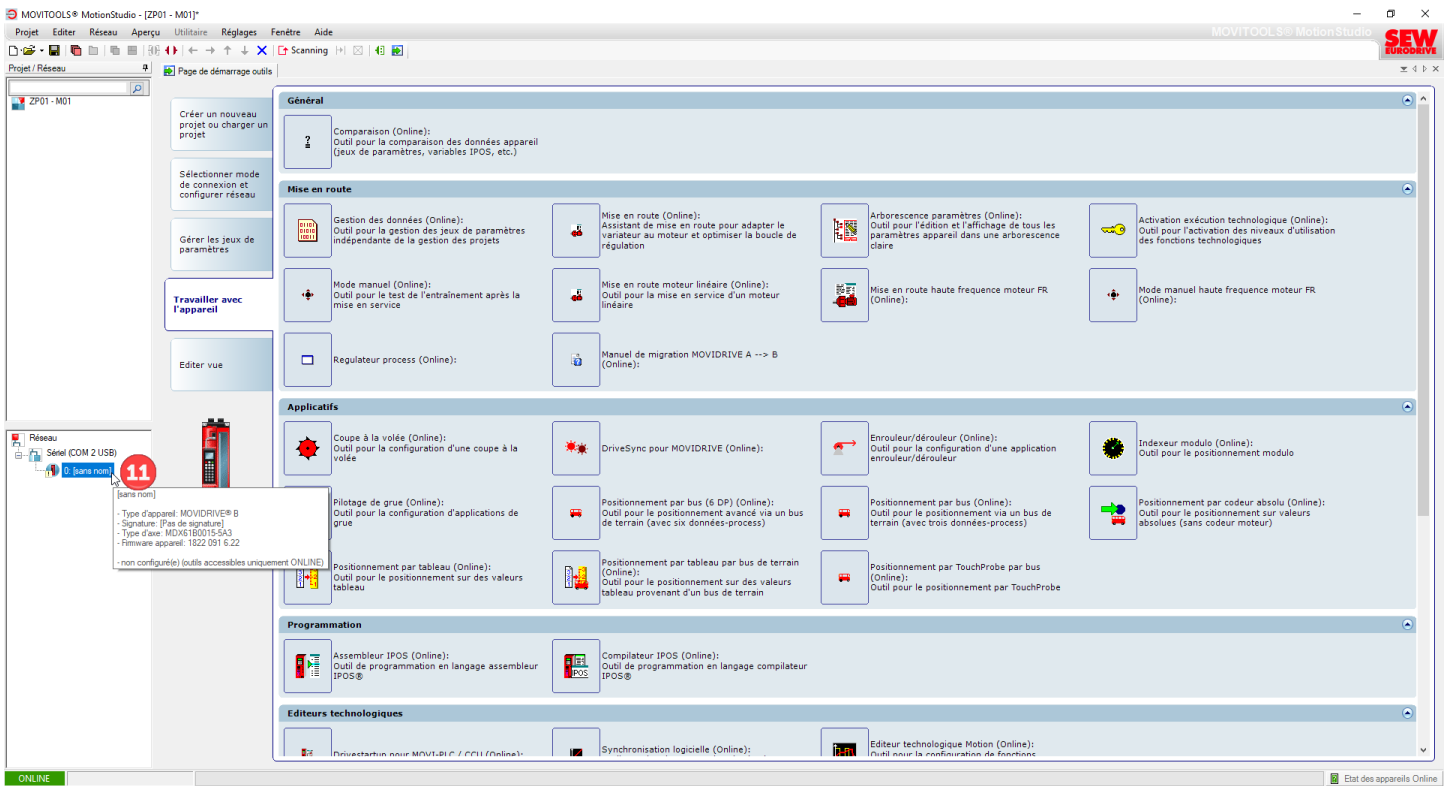 MOVITOOLS® MotionStudio - [ZP01 - M01]*
Projet Editer Réseau Aperçu Utilitaire Réglages Fenêtre Aide
MOVITOOLS® MotionStudio
SEW
EURODRIVE
Scanning
Projet / Réseau
Page de démarrage outils
ZP01 - M01
Créer un nouveau
projet ou charger un
projet
Sélectionner mode
de connexion et
configurer réseau
Gérer les jeux de
paramètres
Travailler avec
l'appareil
Editer vue
Général
?
Comparaison (Online):
Outil pour la comparaison des données appareil
(jeux de paramètres, variables IPOS, etc.)
Mise en route
Gestion des données (Online):
Outil pour la gestion des jeux de paramètres
indépendante de la gestion des projets
Mise en route (Online):
Assistant de mise en route pour adapter le
variateur au moteur et optimiser la boucle de
régulation
Arborescence paramètres (Online):
Outil pour l'édition et l'affichage de tous les
paramètres appareil dans une arborescence
claire
Activation exécution technologique (Online):
Outil pour l'activation des niveaux d'utilisation
des fonctions technologiques
Mode manuel (Online):
Outil pour le test de l'entraînement après la
mise en service
Mise en route moteur linéaire (Online):
Outil pour la mise en service d'un moteur
linéaire
Mise en route haute frequence moteur FR
(Online):
Mode manuel haute frequence moteur FR
(Online):
Regulateur process (Online):
Manuel de migration MOVIDRIVE A --> B
(Online):
Applicatifs
Coupe à la volée (Online):
Outil pour la configuration d'une coupe à la
volée
DriveSync pour MOVIDRIVE (Online):
Enrouleur/dérouleur (Online):
Outil pour la configuration d'une application
enrouleur/dérouleur
Indexeur modulo (Online):
Outil pour le positionnement modulo
Pilotage de grue (Online):
Outil pour la configuration d'applications de
grue
Positionnement par bus (6 DP) (Online):
Outil pour le positionnement avancé via un bus
de terrain (avec six données-process)
Positionnement par bus (Online):
Outil pour le positionnement via un bus de
terrain (avec trois données-process)
Positionnement par codeur absolu (Online):
Outil pour le positionnement sur valeurs
absolues (sans codeur moteur)
Positionnement par tableau (Online):
Outil pour le positionnement sur des valeurs
tableau
Positionnement par tableau par bus de terrain
(Online):
Outil pour le positionnement sur des valeurs
tableau provenant d'un bus de terrain
Positionnement par TouchProbe par bus
(Online):
Outil pour le positionnement par TouchProbe
Programmation
Assembleur IPOS (Online):
Outil de programmation en langage assembleur
IPOS®
IPOS
Compilateur IPOS (Online):
Outil de programmation en langage compilateur
IPOS®
Editeurs technologiques
Drivestartup pour MOVI-PLC / CCU (Online):
Synchronisation logicielle (Online):
Editeur technologique Motion (Online):
Outil pour la configuration de fonctions
Réseau
Sériel (COM 2 USB)
0: [sans nom]
11
[sans nom]
- Type d'appareil: MOVIDRIVE® B
- Signature: [Pas de signature]
- Type d'axe: MDX61B0015-5A3
- Firmware appareil: 1822 091 6.22
- non configuré(e) (outils accessibles uniquement ONLINE)
ONLINE
Etat des appareils Online